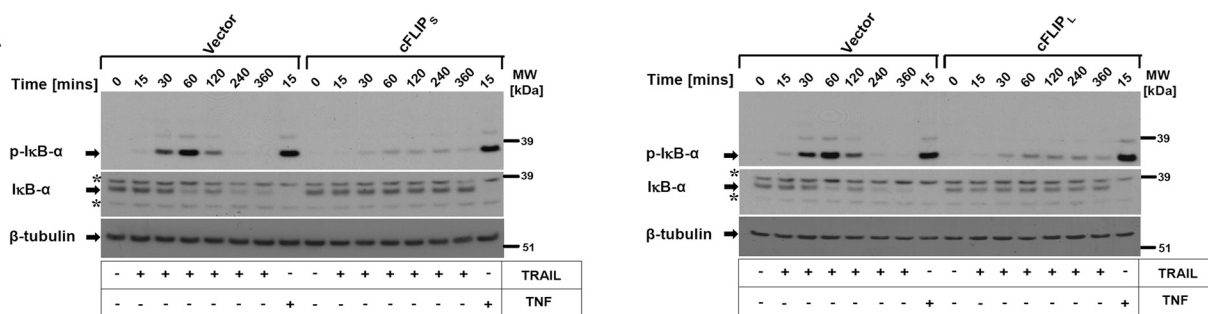 Vector cFLIP S
Time [mins] 0 15 30 60 120 240 360 15 0 15 30 60 120 240 360 15 MW [kDa]
p-IκB-α 39
* 39
IκB-α
*
β-tubulin 51
- + + + + + + - - + + + + + + - TRAIL
- - - - - - - + - - - - - - - + TNF
Vector cFLIP L
Time [mins] 0 15 30 60 120 240 360 15 0 15 30 60 120 240 360 15 MW [kDa]
p-IκB-α 39
* 39
IκB-α
*
β-tubulin 51
- + + + + + + - - + + + + + + - TRAIL
- - - - - - - + - - - - - - - + TNF